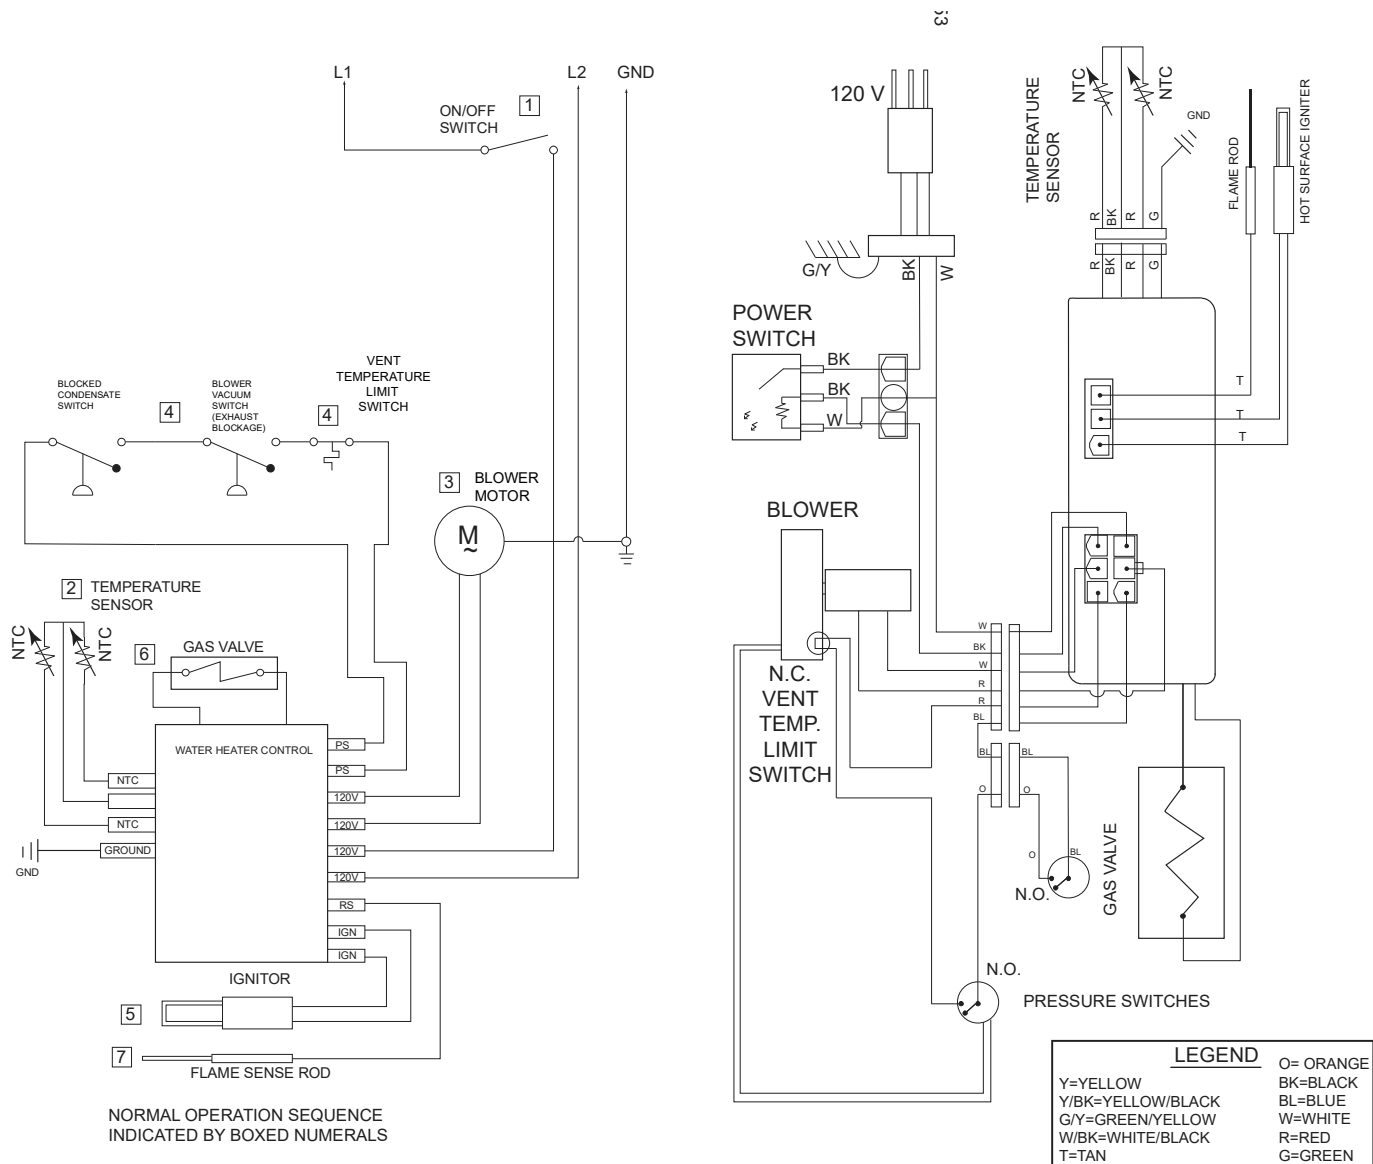 L1
L2
GND
ON/OFF
SWITCH
1
VENT
TEMPERATURE
LIMIT
SWITCH
BLOCKED
CONDENSATE
SWITCH
4
BLOWER
VACUUM
SWITCH
(EXHAUST
BLOCKAGE)
4
3
BLOWER
MOTOR
M
~
2
TEMPERATURE
SENSOR
NTC
NTC
6
GAS VALVE
WATER HEATER CONTROL
PS
PS
NTC
120V
NTC
120V
GROUND
120V
GND
120V
RS
IGN
IGN
IGNITOR
5
7
FLAME SENSE ROD
NORMAL OPERATION SEQUENCE
INDICATED BY BOXED NUMERALS
120 V
G/Y
BK
W
POWER
SWITCH
BK
BK
W
TEMPERATURE
SENSOR
NTC
NTC
GND
R
BK
R
G
R
BK
R
G
FLAME ROD
HOT SURFACE IGNITER
T
T
T
BLOWER
N.C.
VENT
TEMP.
LIMIT
SWITCH
W
BK
W
R
R
BL
BL
BL
O
O
O
BL
N.O.
GAS VALVE
N.O.
PRESSURE SWITCHES
LEGEND
Y=YELLOW
Y/BK=YELLOW/BLACK
G/Y=GREEN/YELLOW
W/BK=WHITE/BLACK
T=TAN
O= ORANGE
BK=BLACK
BL=BLUE
W=WHITE
R=RED
G=GREEN